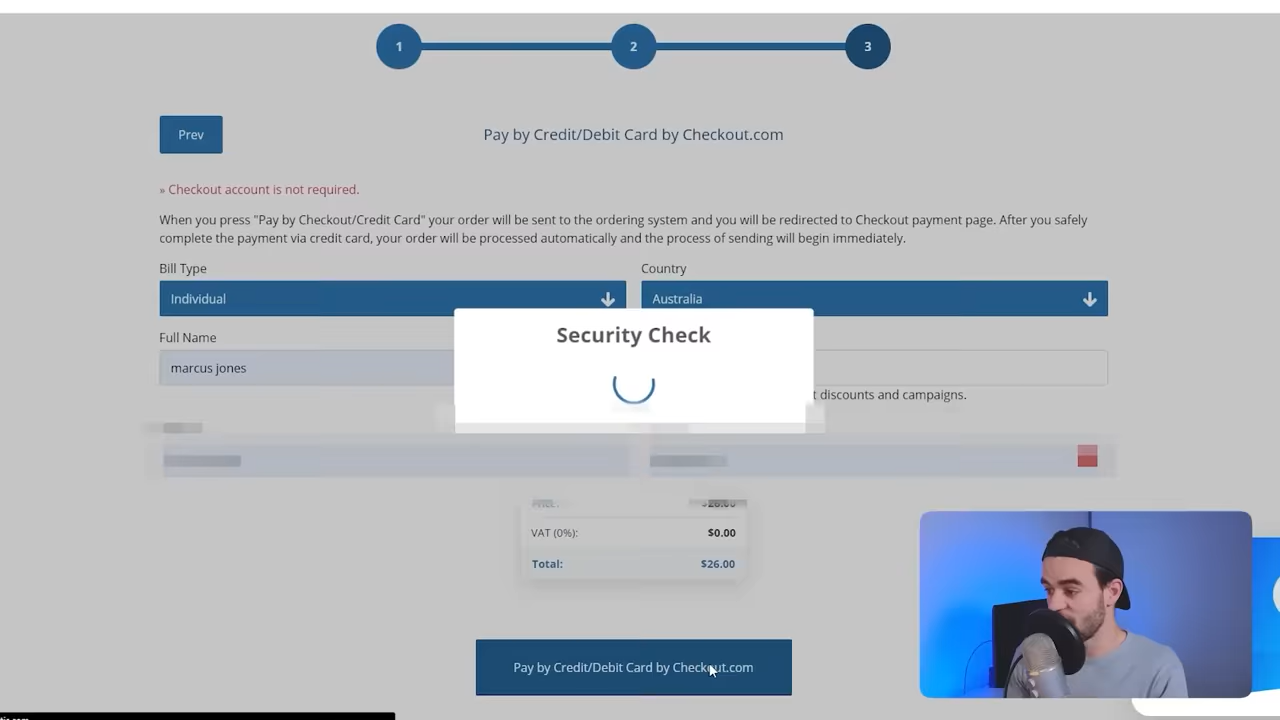 1
2
3
Prev
Pay by Credit/Debit Card by Checkout.com
» Checkout account is not required.
When you press "Pay by Checkout/Credit Card" your order will be sent to the ordering system and you will be redirected to Checkout payment page. After you safely
complete the payment via credit card, your order will be processed automatically and the process of sending will begin immediately.
Bill Type
Country
Individual
Australia
Full Name
Security Check
marcus jones
t discounts and campaigns.
$26.00
VAT (0%):
$0.00
Total:
$26.00
Pay by Credit/Debit Card by Checkout.com